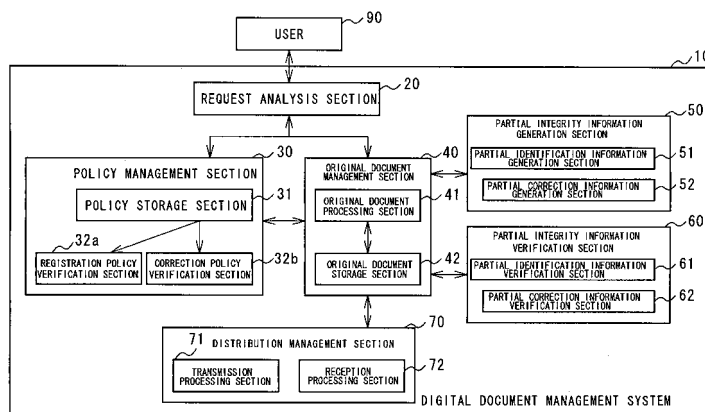 90
USER
10
20
REQUEST ANALYSIS SECTION
30
POLICY MANAGEMENT SECTION
31
POLICY STORAGE SECTION
32a
REGISTRATION POLICY
VERIFICATION SECTION
CORRECTION POLICY
VERIFICATION SECTION
32b
40
ORIGINAL DOCUMENT
MANAGEMENT SECTION
41
ORIGINAL DOCUMENT
PROCESSING SECTION
42
ORIGINAL DOCUMENT
STORAGE SECTION
50
PARTIAL INTEGRITY INFORMATION
GENERATION SECTION
PARTIAL IDENTIFICATION INFORMATION
GENERATION SECTION
51
PARTIAL CORRECTION INFORMATION
GENERATION SECTION
52
60
PARTIAL INTEGRITY INFORMATION
VERIFICATION SECTION
PARTIAL IDENTIFICATION INFORMATION
VERIFICATION SECTION
61
PARTIAL CORRECTION INFORMATION
VERIFICATION SECTION
62
70
DISTRIBUTION MANAGEMENT SECTION
71
TRANSMISSION
PROCESSING SECTION
RECEPTION
PROCESSING SECTION
72
DIGITAL DOCUMENT MANAGEMENT SYSTEM